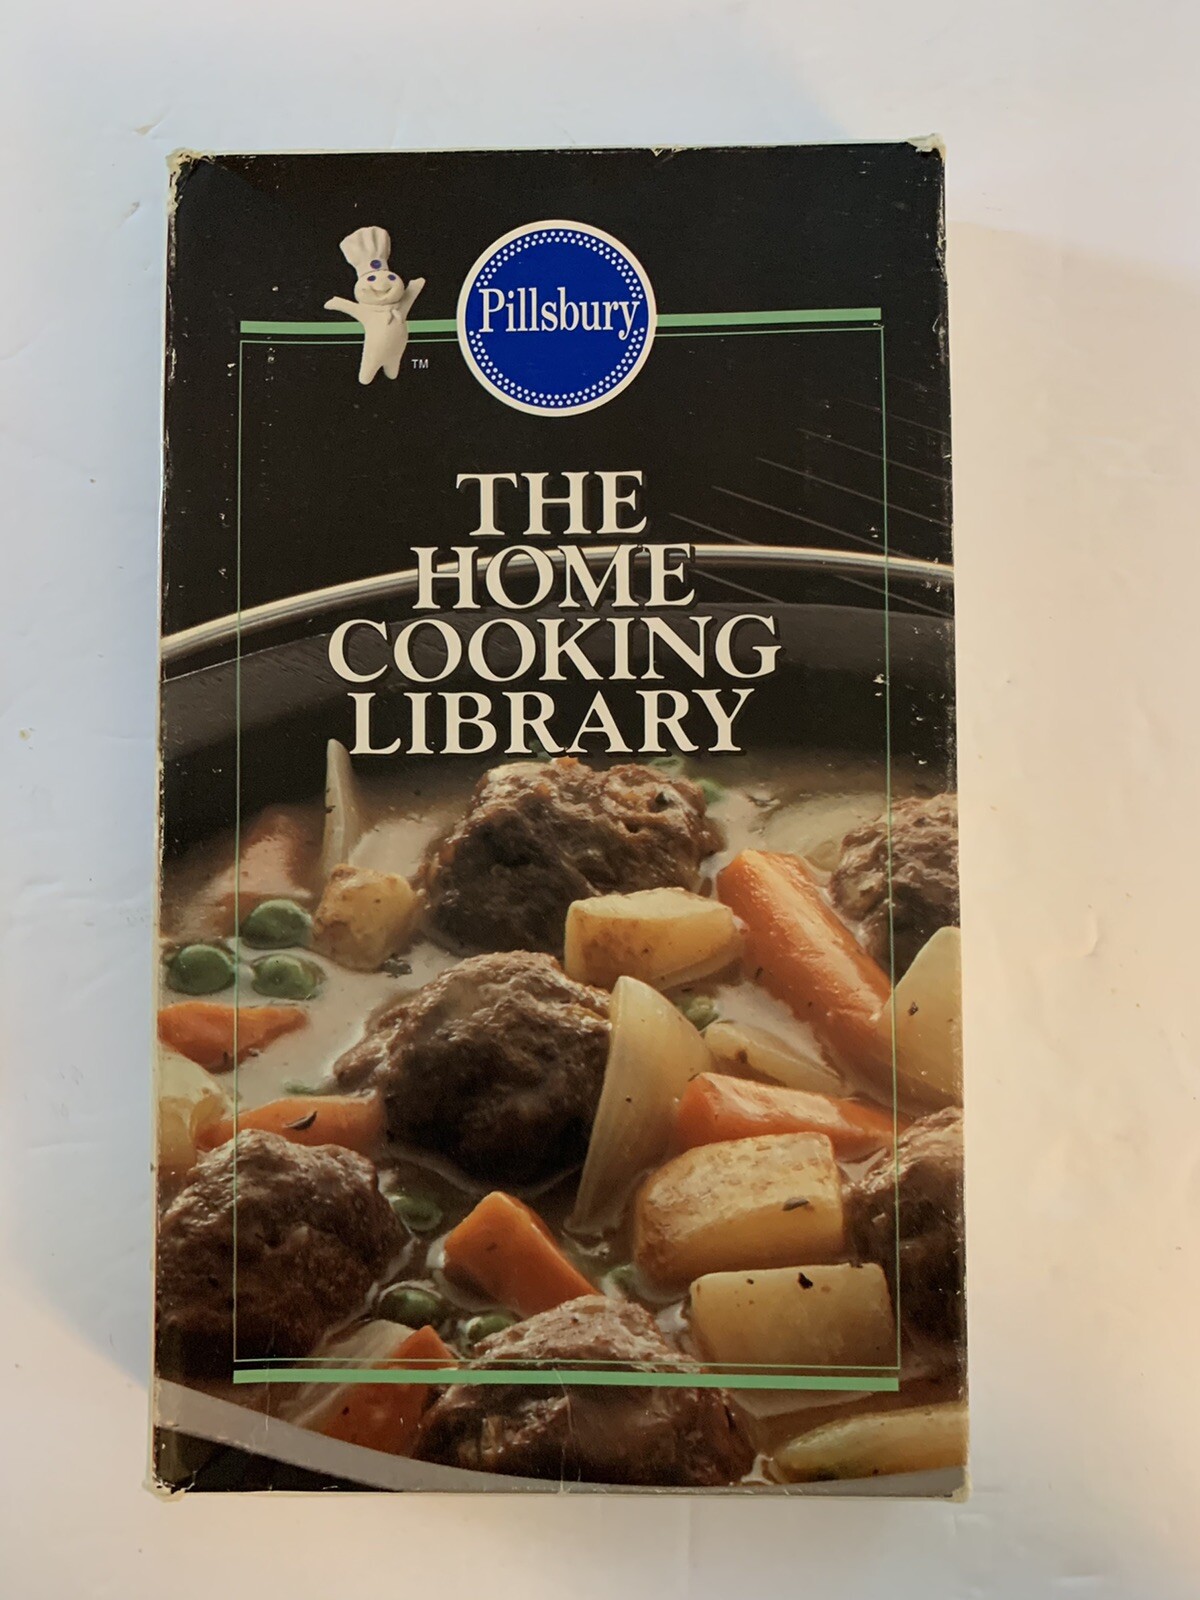 Pillsbury
TM
THE
HOME
COOKING
LIBRARY